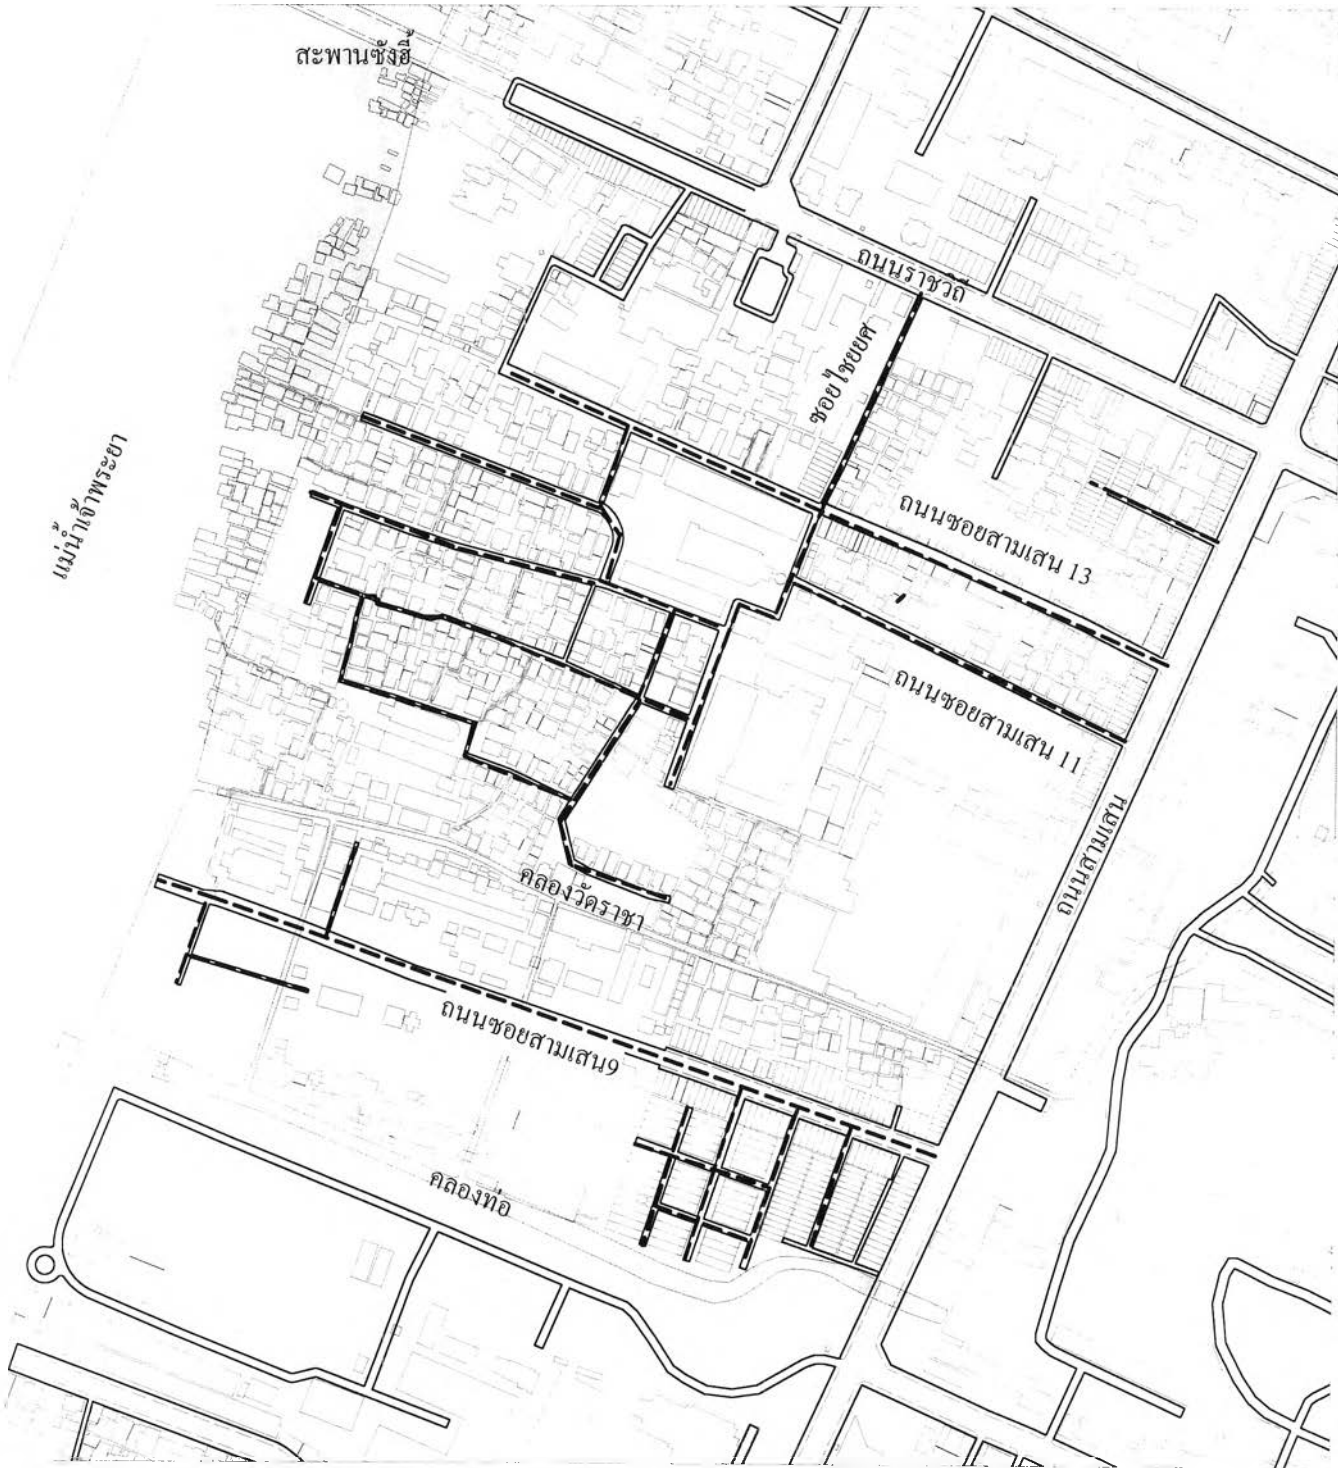 สะพานซังฮี้
ถนนราชวิถี
ซอยไชยยศ
แม่น้ำเจ้าพระยา
ถนนซอยสามเสน 13
ถนนซอยสามเสน 11
ถนนสามเสน
คลองวัดราชา
ถนนซอยสามเสน9
คลองท่อ